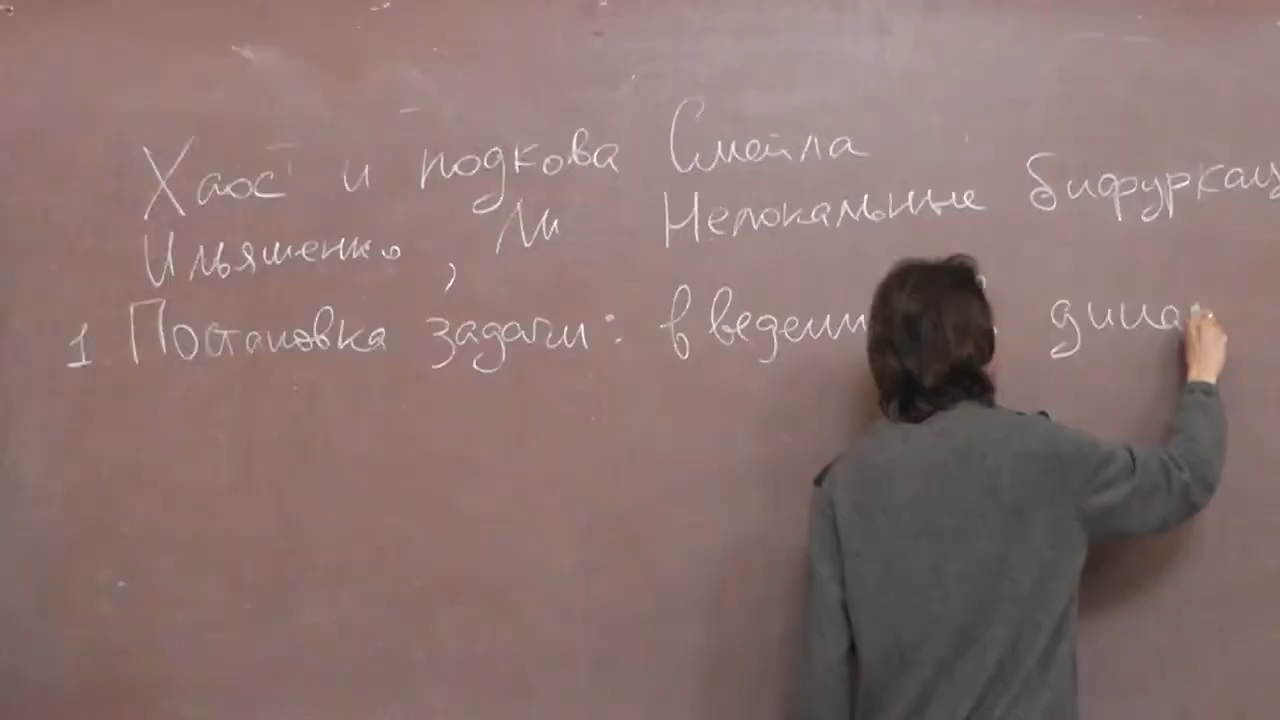 Хаос и подкова Смейла
Ильяшенко, Ли Нелокальные бифуркац
1 Постановка задачи: введени дина